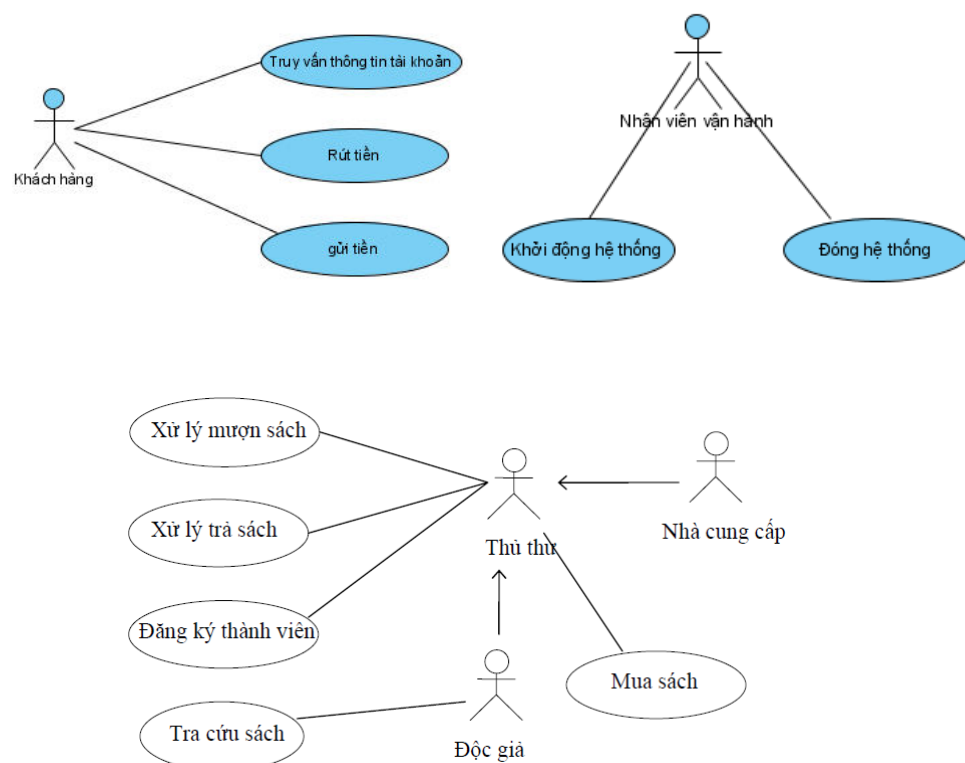 Truy vấn thông tin tài khoản
Rút tiền
Khách hàng
gửi tiền
Nhân viên vận hành
Khởi động hệ thống
Đóng hệ thống
Xử lý mượn sách
Xử lý trả sách
Thủ thư
Nhà cung cấp
Đăng ký thành viên
Mua sách
Tra cứu sách
Độc giả